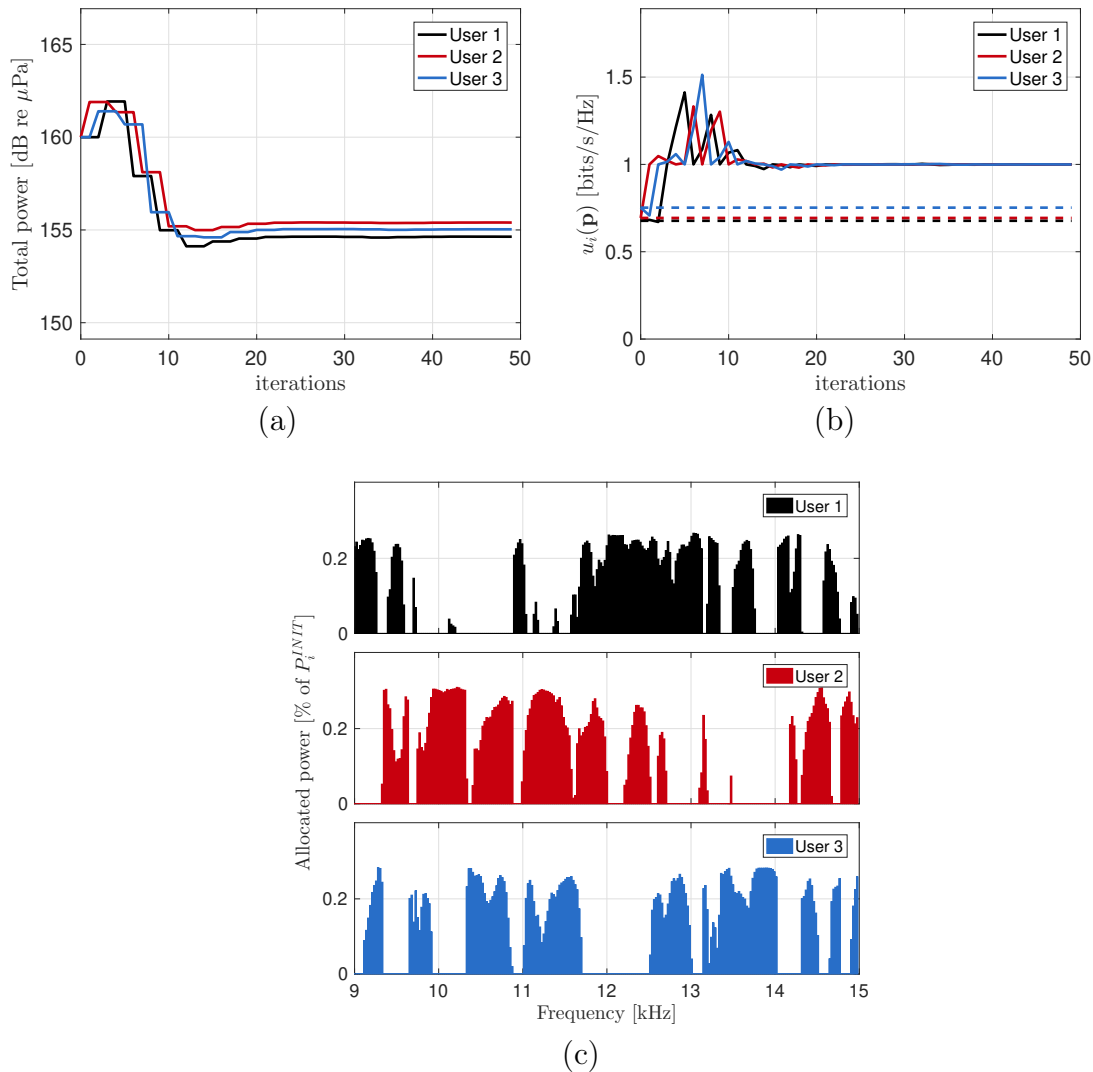 Total power [dB re μPa]
165
160
155
150
User 1
User 2
User 3
0 10 20 30 40 50
iterations
(a)
u_i(p) [bits/s/Hz]
1.5
1
0.5
0
User 1
User 2
User 3
0 10 20 30 40 50
iterations
(b)
Allocated power [% of P_i^{INIT}]
0.2
0
User 1
0.2
0
User 2
0.2
0
User 3
9 10 11 12 13 14 15
Frequency [kHz]
(c)